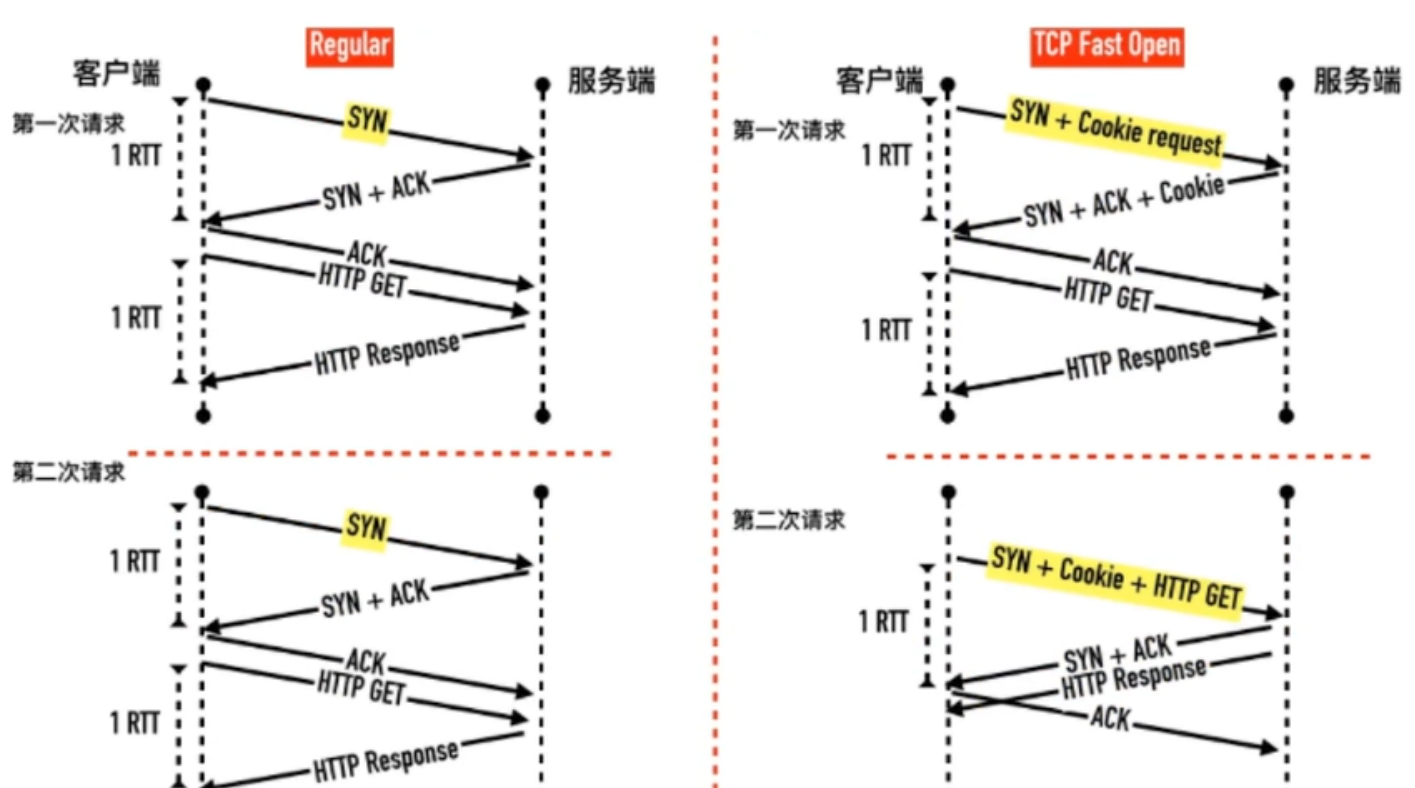 Regular
客户端
服务端
第一次请求
1 RTT
SYN
SYN + ACK
ACK
HTTP GET
1 RTT
HTTP Response
第二次请求
1 RTT
SYN
SYN + ACK
ACK
HTTP GET
1 RTT
HTTP Response
TCP Fast Open
客户端
服务端
第一次请求
1 RTT
SYN + Cookie request
SYN + ACK + Cookie
ACK
HTTP GET
1 RTT
HTTP Response
第二次请求
1 RTT
SYN + Cookie + HTTP GET
SYN + ACK
HTTP Response
ACK